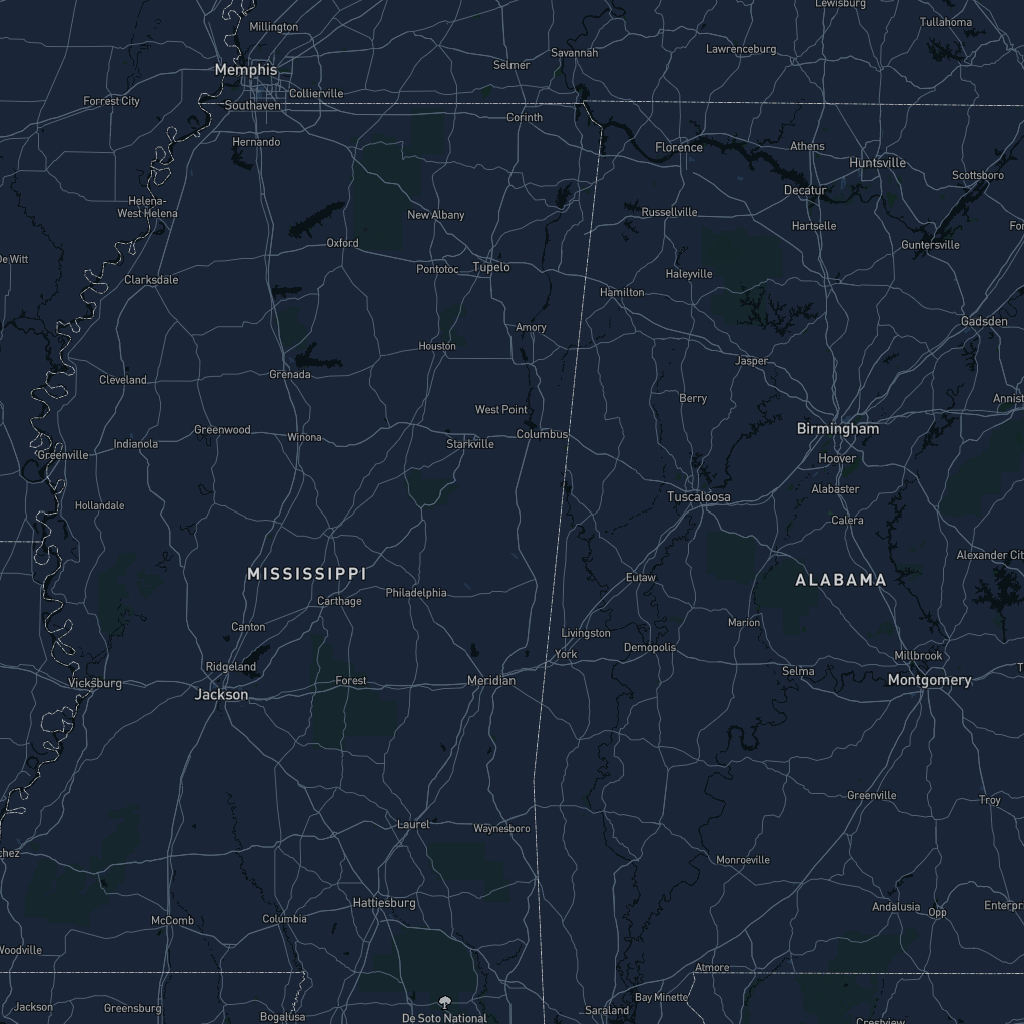 Lewisburg
Millington
Tullahoma
Savannah
Lawrenceburg
Selmer
Memphis
Forrest City
Collierville
Southaven
Corinth
Hernando
Florence
Athens
Huntsville
Scottsboro
Decatur
Helena-
West Helena
New Albany
Russellville
Hartselle
Oxford
Guntersville
De Witt
Pontotoc
Tupelo
Haleyville
Clarksdale
Hamilton
Amory
Gadsden
Houston
Jasper
Cleveland
Grenada
Berry
Annist
West Point
Greenwood
Winona
Columbus
Birmingham
Indianola
Starkville
Greenville
Hoover
Alabaster
Tuscaloosa
Hollandale
Calera
Alexander Cit
MISSISSIPPI
Eutaw
ALABAMA
Carthage
Philadelphia
Canton
Livingston
Marion
York
Demopolis
Millbrook
Ridgeland
Selma
Vicksburg
Jackson
Forest
Meridian
Montgomery
Greenville
Troy
Laurel
Waynesboro
chez
Monroeville
Hattiesburg
Andalusia
Opp
Enterpri
McComb
Columbia
Woodville
Atmore
Bay Minette
Jackson
Greensburg
Bogalusa
De Soto National
Saraland
Crestview